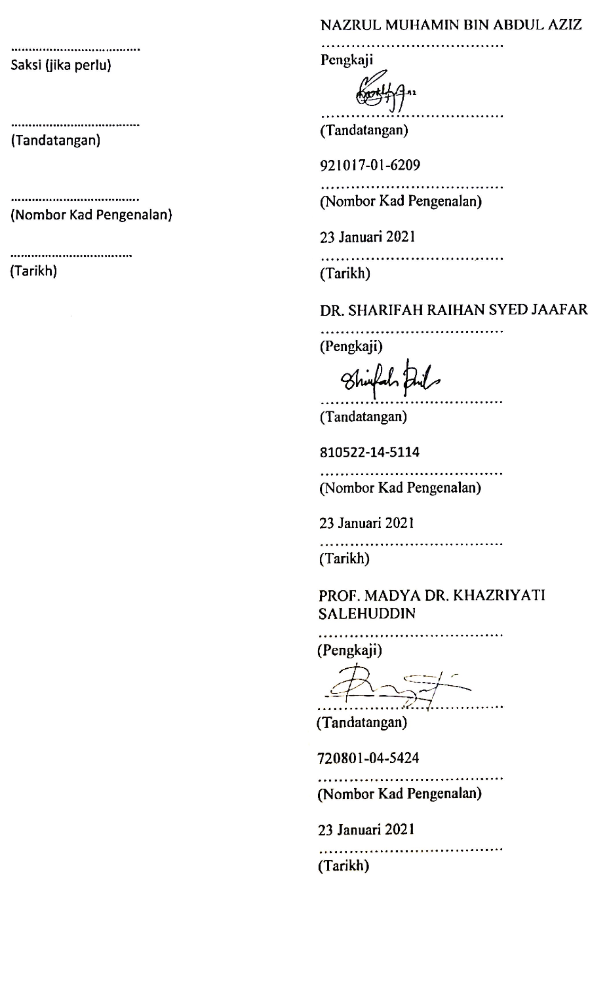 ....................................
Saksi (jika perlu)
....................................
(Tandatangan)
....................................
(Nombor Kad Pengenalan)
..................................
(Tarikh)
NAZRUL MUHAMIN BIN ABDUL AZIZ
....................................
Pengkaji
....................................
(Tandatangan)
921017-01-6209
....................................
(Nombor Kad Pengenalan)
23 Januari 2021
....................................
(Tarikh)
DR. SHARIFAH RAIHAN SYED JAAFAR
....................................
(Pengkaji)
....................................
(Tandatangan)
810522-14-5114
....................................
(Nombor Kad Pengenalan)
23 Januari 2021
....................................
(Tarikh)
PROF. MADYA DR. KHAZRIYATI
SALEHUDDIN
....................................
(Pengkaji)
....................................
(Tandatangan)
720801-04-5424
....................................
(Nombor Kad Pengenalan)
23 Januari 2021
....................................
(Tarikh)